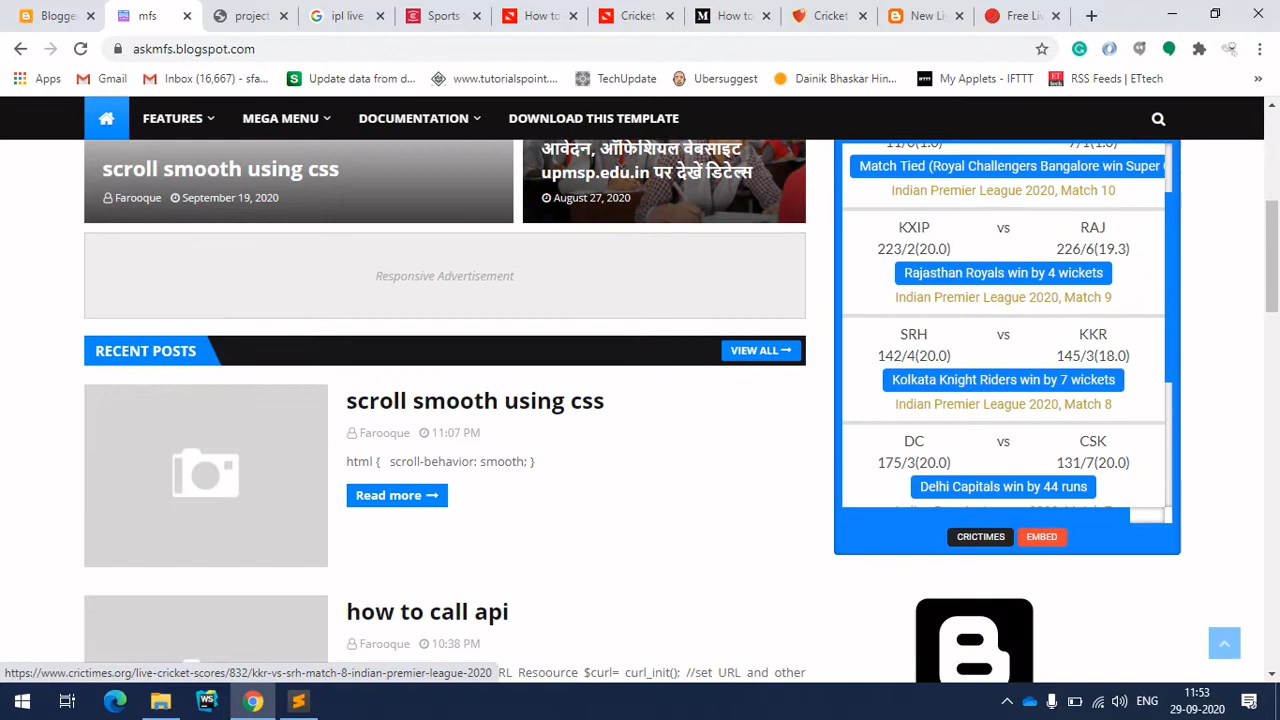 Blogge
mfs
project
ipl live
Sports
How to
Cricket
How to
Cricke
New Li
Free Li
askmfs.blogspot.com
Apps
Gmail
Inbox (16,667) - sfa...
Update data from d...
www.tutorialspoint....
TechUpdate
Ubersuggest
Dainik Bhaskar Hin...
My Applets - IFTTT
RSS Feeds | ETtech
»
FEATURES
MEGA MENU
DOCUMENTATION
DOWNLOAD THIS TEMPLATE
scroll smooth using css
Farooque
September 19, 2020
आवेदन, ऑफिशियल वेबसाइट
upmsp.edu.in पर देखें डिटेल्स
August 27, 2020
Responsive Advertisement
RECENT POSTS
VIEW ALL
scroll smooth using css
Farooque 11:07 PM
html { scroll-behavior: smooth; }
Read more
how to call api
Farooque 10:38 PM
RL Resource $curl= curl_init(); //set URL and other
Match Tied (Royal Challengers Bangalore win Super
Indian Premier League 2020, Match 10
KXIP vs RAJ
223/2(20.0) 226/6(19.3)
Rajasthan Royals win by 4 wickets
Indian Premier League 2020, Match 9
SRH vs KKR
142/4(20.0) 145/3(18.0)
Kolkata Knight Riders win by 7 wickets
Indian Premier League 2020, Match 8
DC vs CSK
175/3(20.0) 131/7(20.0)
Delhi Capitals win by 44 runs
CRICTIMES EMBED
https://www.crictimes.org/live-cricket-scores/832/kkr-vs-srh-match-8-indian-premier-league-2020
ENG
11:53
29-09-2020